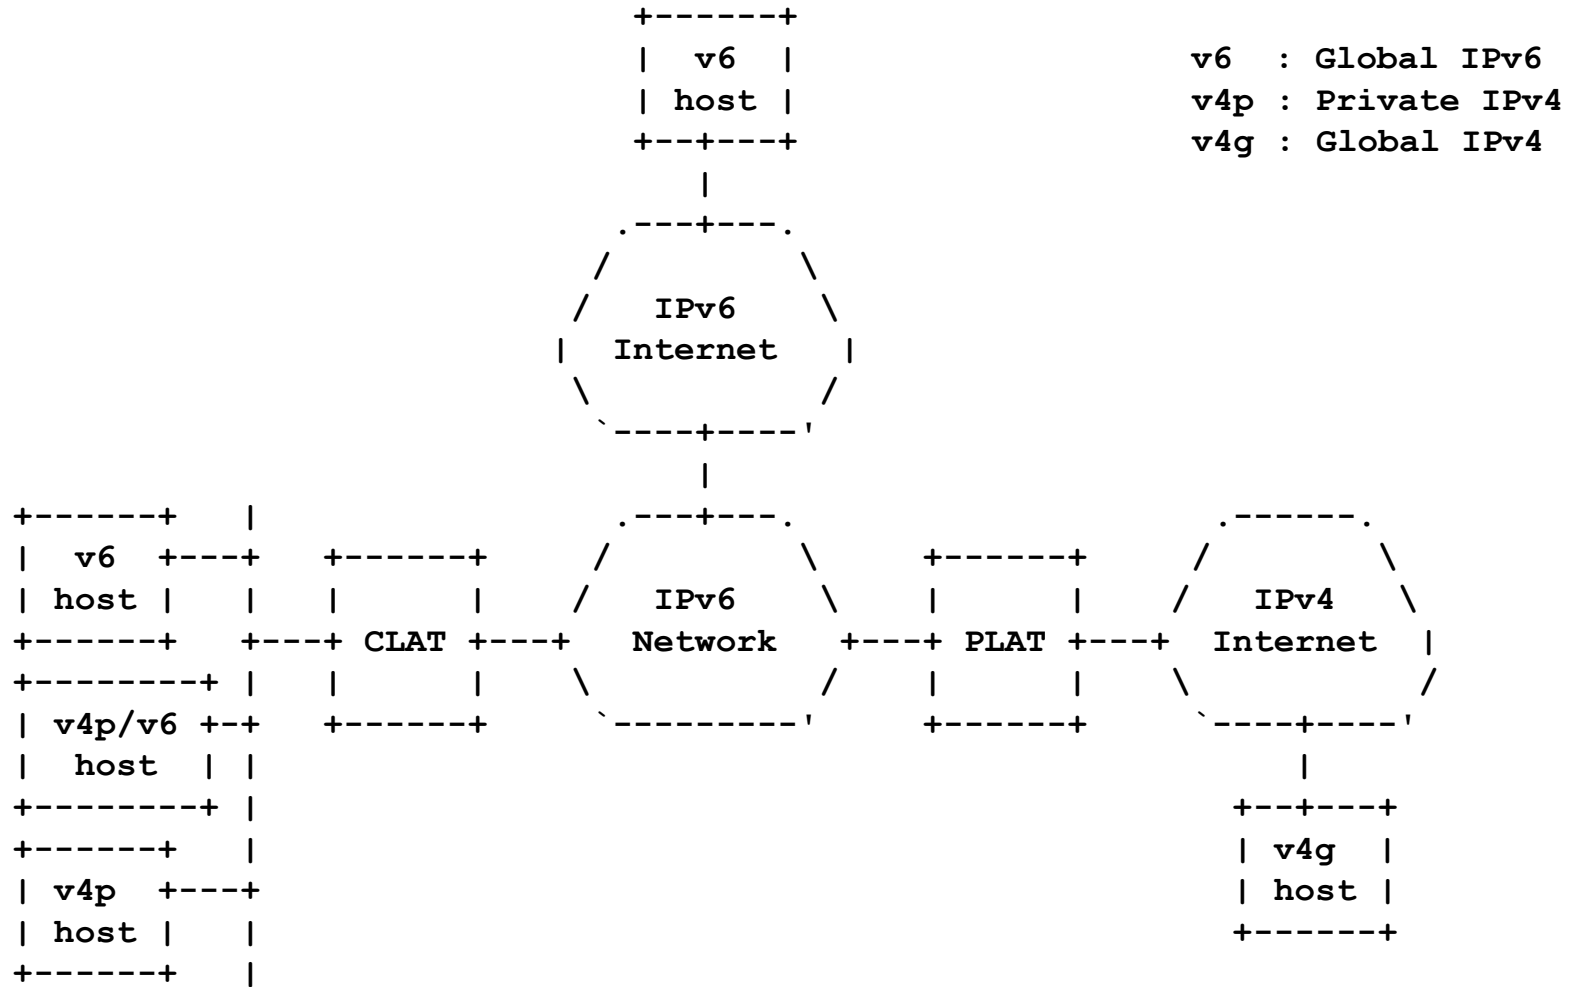 v6
host
v6 : Global IPv6
v4p : Private IPv4
v4g : Global IPv4
IPv6
Internet
v6
host
CLAT
IPv6
Network
PLAT
IPv4
Internet
v4p/v6
host
v4p
host
v4g
host